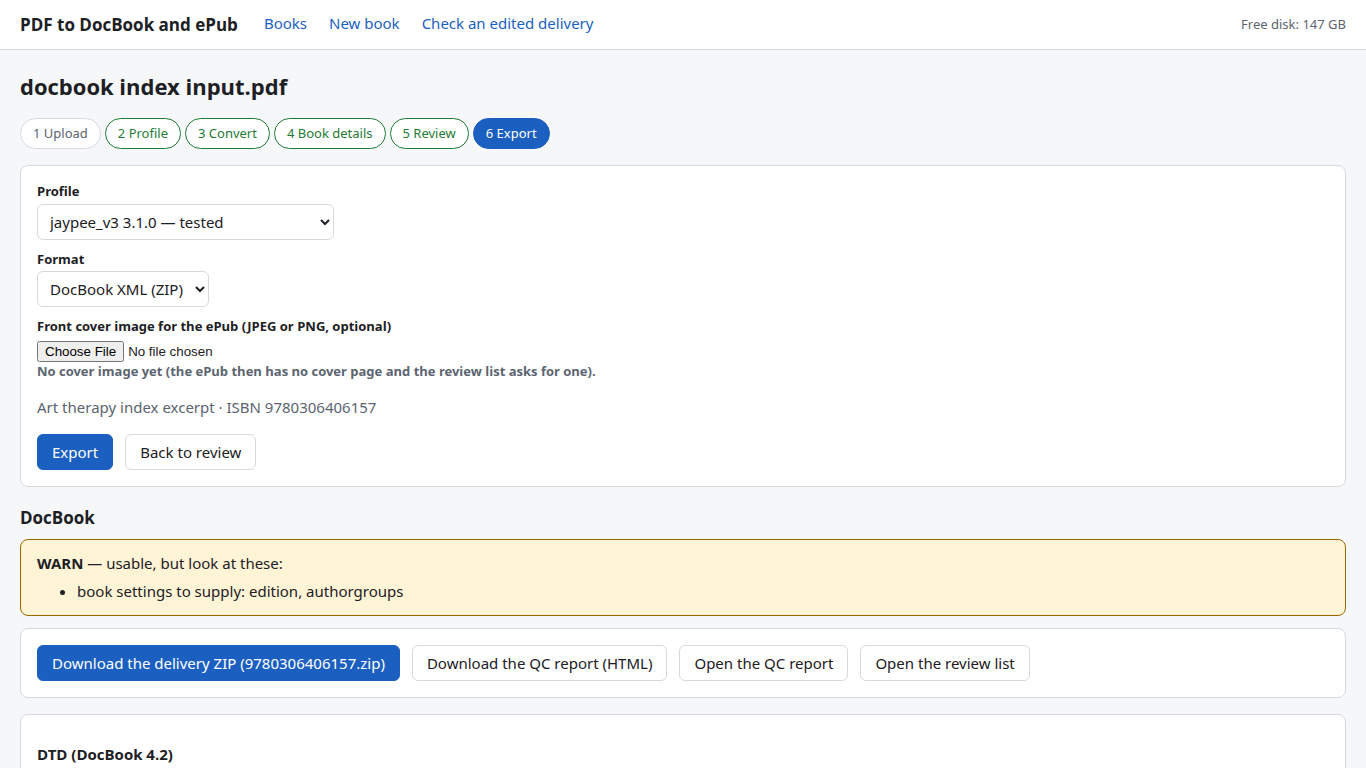 PDF to DocBook and ePub Books New book Check an edited delivery Free disk: 147 GB
docbook index input.pdf
1 Upload 2 Profile 3 Convert 4 Book details 5 Review 6 Export
Profile
jaypee_v3 3.1.0 — tested
Format
DocBook XML (ZIP)
Front cover image for the ePub (JPEG or PNG, optional)
Choose File No file chosen
No cover image yet (the ePub then has no cover page and the review list asks for one).
Art therapy index excerpt · ISBN 9780306406157
Export Back to review
DocBook
WARN — usable, but look at these:
• book settings to supply: edition, authorgroups
Download the delivery ZIP (9780306406157.zip) Download the QC report (HTML) Open the QC report Open the review list
DTD (DocBook 4.2)